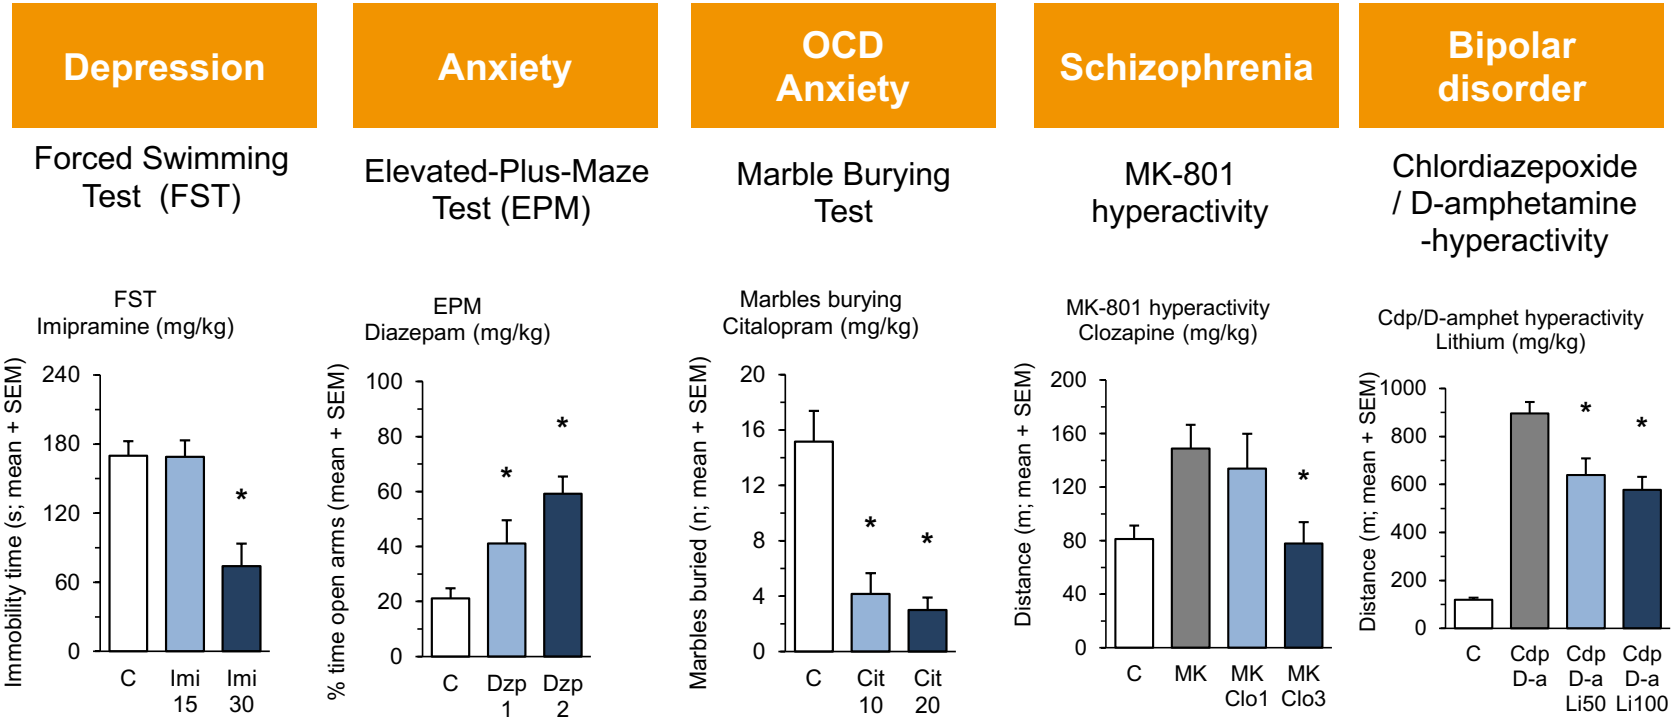 Depression
Anxiety
OCD
Anxiety
Schizophrenia
Bipolar
disorder
Forced Swimming
Test (FST)
Elevated-Plus-Maze
Test (EPM)
Marble Burying
Test
MK-801
hyperactivity
Chlordiazepoxide
/ D-amphetamine
-hyperactivity
FST
Imipramine (mg/kg)
Immobility time (s; mean + SEM)
240
180
120
60
0
*
C
Imi
15
Imi
30
EPM
Diazepam (mg/kg)
% time open arms (mean + SEM)
100
80
60
40
20
0
*
*
C
Dzp
1
Dzp
2
Marbles burying
Citalopram (mg/kg)
Marbles buried (n; mean + SEM)
20
16
12
8
4
0
*
*
C
Cit
10
Cit
20
MK-801 hyperactivity
Clozapine (mg/kg)
Distance (m; mean + SEM)
200
160
120
80
40
0
*
C
MK
MK
Clo1
MK
Clo3
Cdp/D-amphet hyperactivity
Lithium (mg/kg)
Distance (m; mean + SEM)
1000
800
600
400
200
0
*
*
C
Cdp
D-a
Cdp
D-a
Li50
Cdp
D-a
Li100